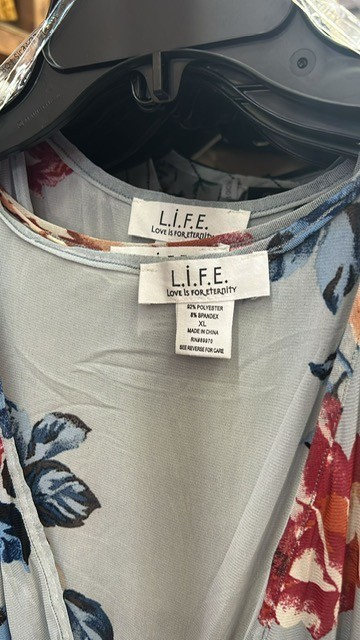 L.i.F.E.
LOVE iS FOR ETERNiTY
L.i.F.E.
L.i.F.E.
LOVE iS FOR ETERNiTY
92% POLYESTER
8% SPANDEX
XL
MADE IN CHINA
SEE REVERSE FOR CARE